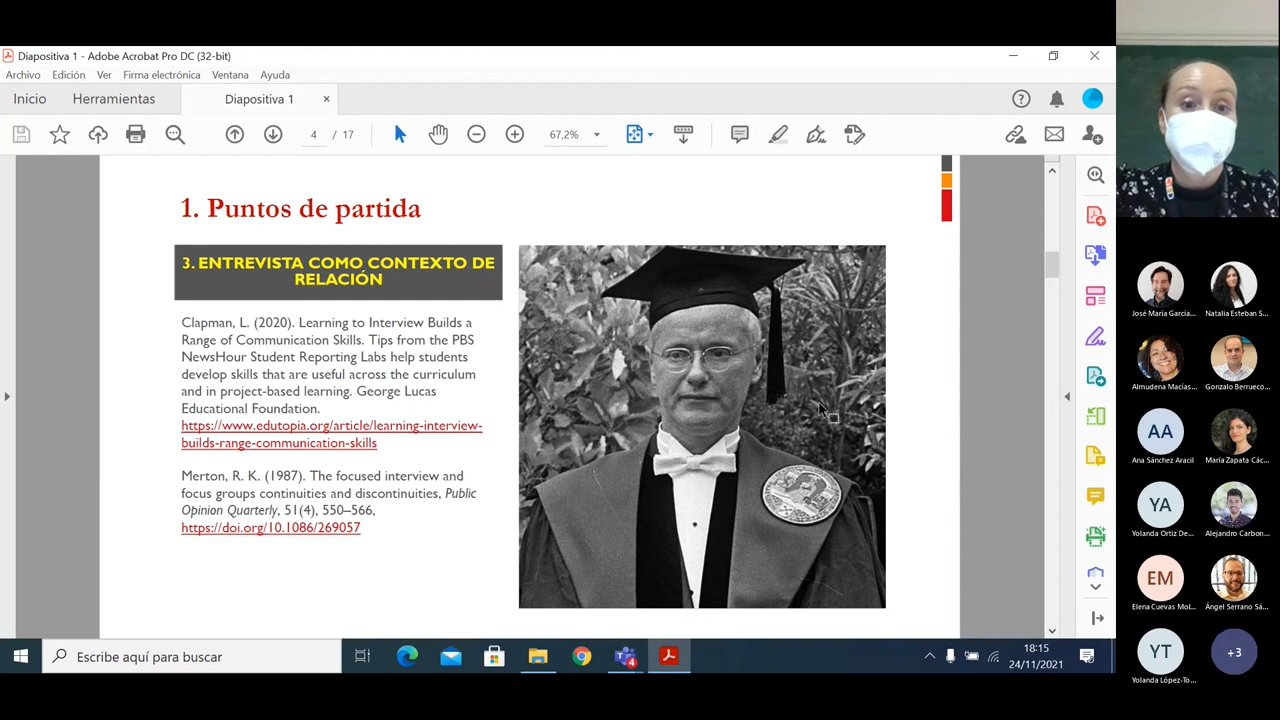 Diapositiva 1 - Adobe Acrobat Pro DC (32-bit)
Archivo Edición Ver Firma electrónica Ventana Ayuda
Inicio Herramientas Diapositiva 1 ×
4 / 17 67,2%
1. Puntos de partida
3. ENTREVISTA COMO CONTEXTO DE
RELACIÓN
Clapman, L. (2020). Learning to Interview Builds a
Range of Communication Skills. Tips from the PBS
NewsHour Student Reporting Labs help students
develop skills that are useful across the curriculum
and in project-based learning. George Lucas
Educational Foundation.
https://www.edutopia.org/article/learning-interview-
builds-range-communication-skills
Merton, R. K. (1987). The focused interview and
focus groups continuities and discontinuities, Public
Opinion Quarterly, 51(4), 550–566,
https://doi.org/10.1086/269057
José María García...
Natalia Esteban S...
Almudena Macías...
Gonzalo Berrueco...
AA
Ana Sánchez Aracil
María Zapata Các...
YA
Yolanda Ortiz De...
Alejandro Carbon...
EM
Elena Cuevas Mol...
Ángel Serrano Sá...
YT
Yolanda López-To...
+3
Escribe aquí para buscar
4
18:15
24/11/2021